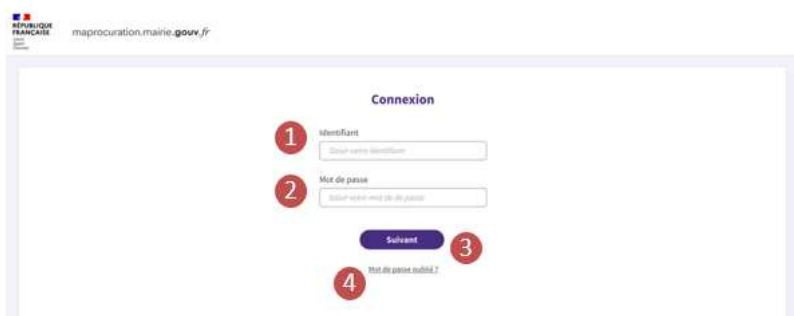 RÉPUBLIQUE
FRANÇAISE
maprocuration.mairie.gouv.fr
Connexion
1
Identifiant
Saisir votre identifiant
2
Mot de passe
Saisir votre mot de de passe
Suivant
3
Mot de passe oublié ?
4